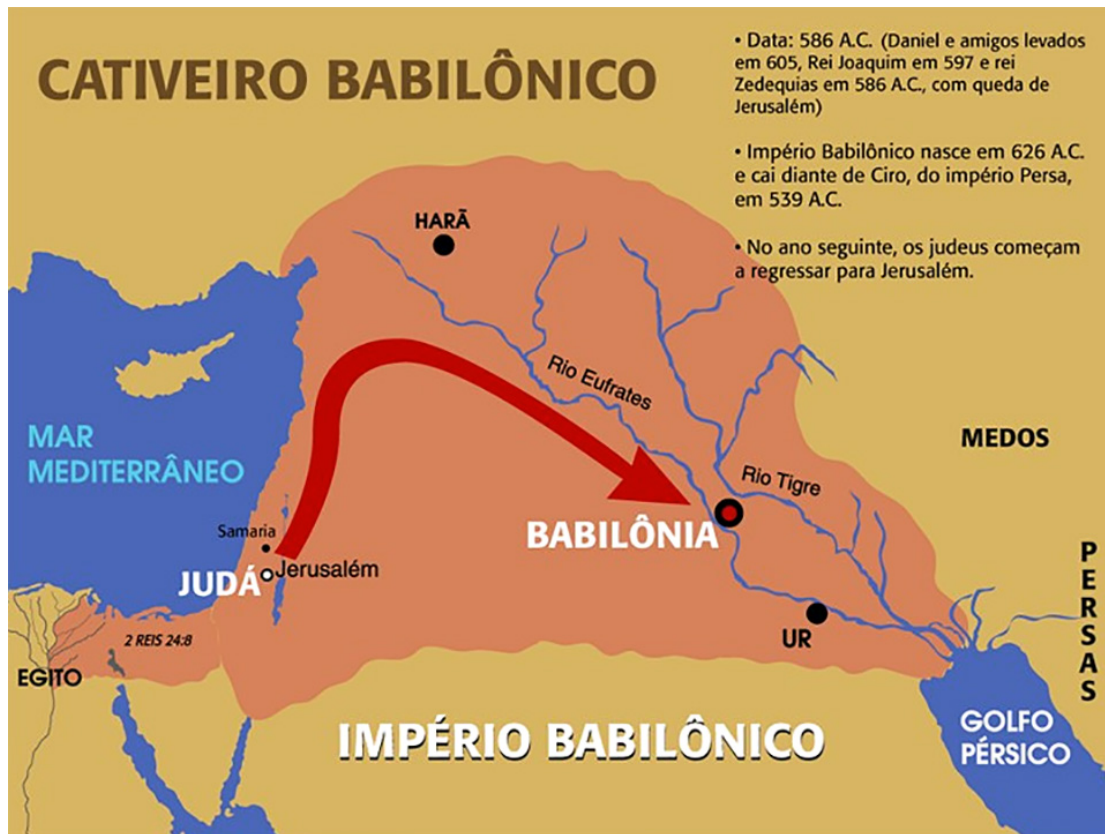 CATIVEIRO BABILÔNICO
• Data: 586 A.C. (Daniel e amigos levados
em 605, Rei Joaquim em 597 e rei
Zedequias em 586 A.C., com queda de
Jerusalém)
• Império Babilônico nasce em 626 A.C.
e cai diante de Ciro, do império Persa,
em 539 A.C.
• No ano seguinte, os judeus começam
a regressar para Jerusalém.
HARÃ
Rio Eufrates
MAR
MEDITERRÂNEO
MEDOS
Rio Tigre
BABILÔNIA
Samaria
Jerusalém
JUDÁ
PERSAS
UR
2 REIS 24:8
EGITO
IMPÉRIO BABILÔNICO
GOLFO
PÉRSICO